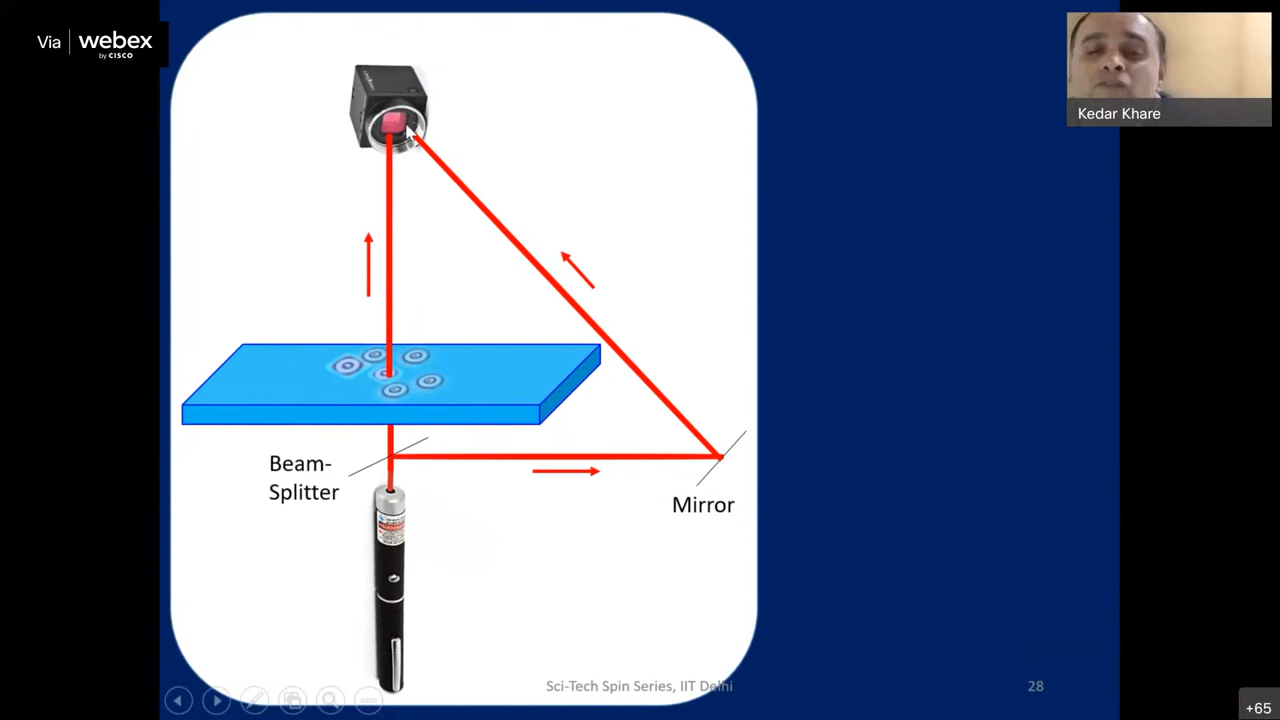 Via webex
by CISCO
Kedar Khare
Beam-
Splitter
Mirror
Sci-Tech Spin Series, IIT Delhi
28
+65